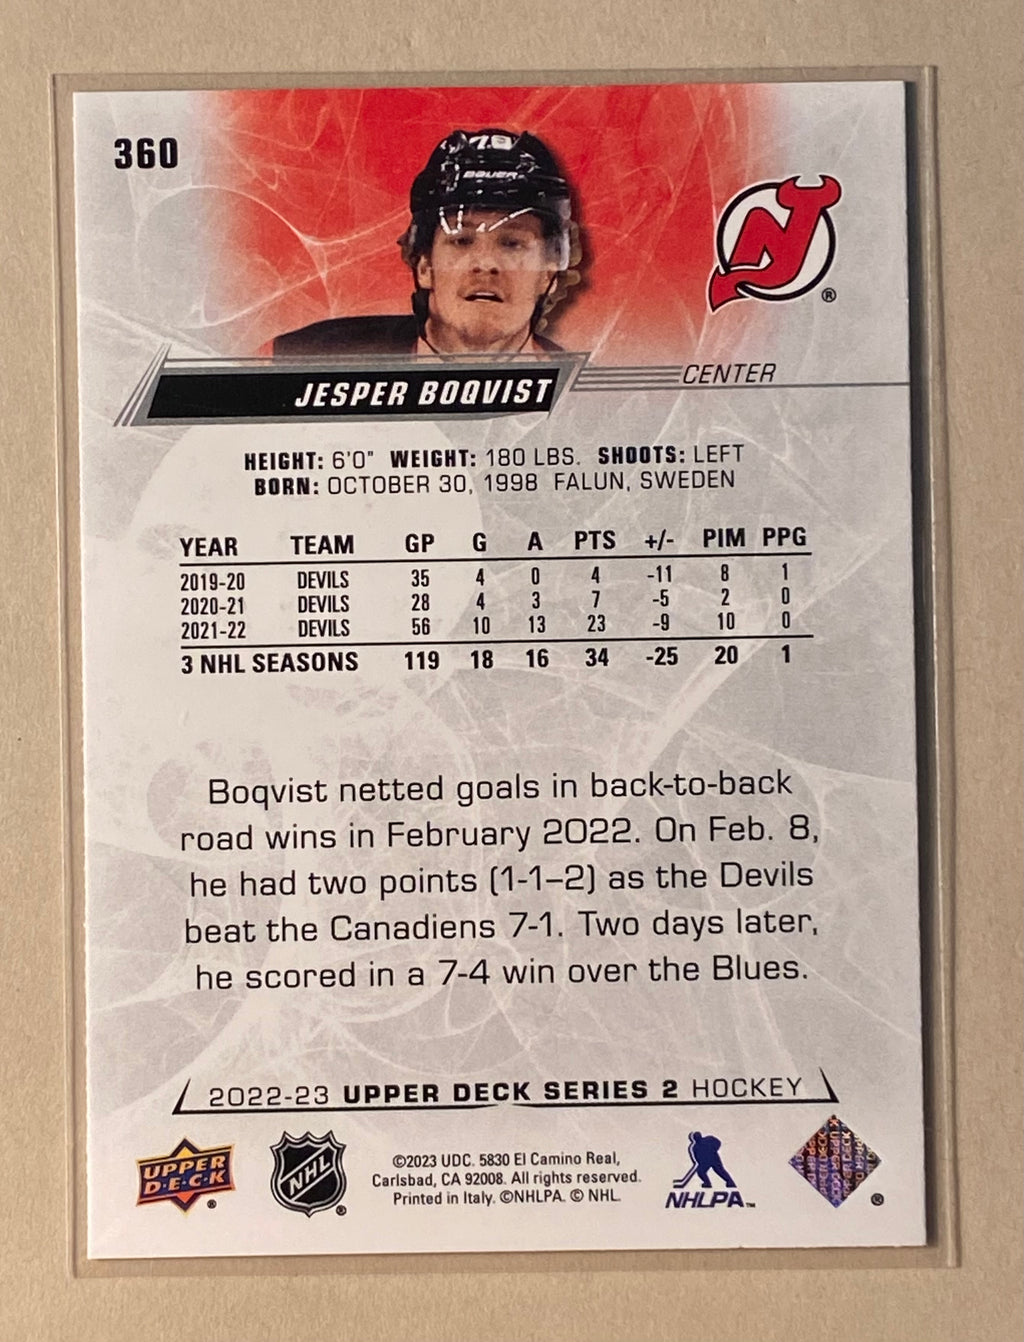 360
70
BAUER
®
JESPER BOQVIST
CENTER
HEIGHT: 6'0" WEIGHT: 180 LBS. SHOOTS: LEFT
BORN: OCTOBER 30, 1998 FALUN, SWEDEN
YEAR TEAM GP G A PTS +/- PIM PPG
2019-20 DEVILS 35 4 0 4 -11 8 1
2020-21 DEVILS 28 4 3 7 -5 2 0
2021-22 DEVILS 56 10 13 23 -9 10 0
3 NHL SEASONS 119 18 16 34 -25 20 1
Boqvist netted goals in back-to-back
road wins in February 2022. On Feb. 8,
he had two points (1-1–2) as the Devils
beat the Canadiens 7-1. Two days later,
he scored in a 7-4 win over the Blues.
2022-23 UPPER DECK SERIES 2 HOCKEY
UPPER
D·E·C·K
®
NHL
®
©2023 UDC. 5830 El Camino Real,
Carlsbad, CA 92008. All rights reserved.
Printed in Italy. ©NHLPA. © NHL.
NHLPA™
UPPER DECK
®